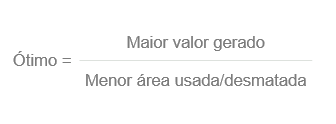 Maior valor gerado
Ótimo =
Menor área usada/desmatada